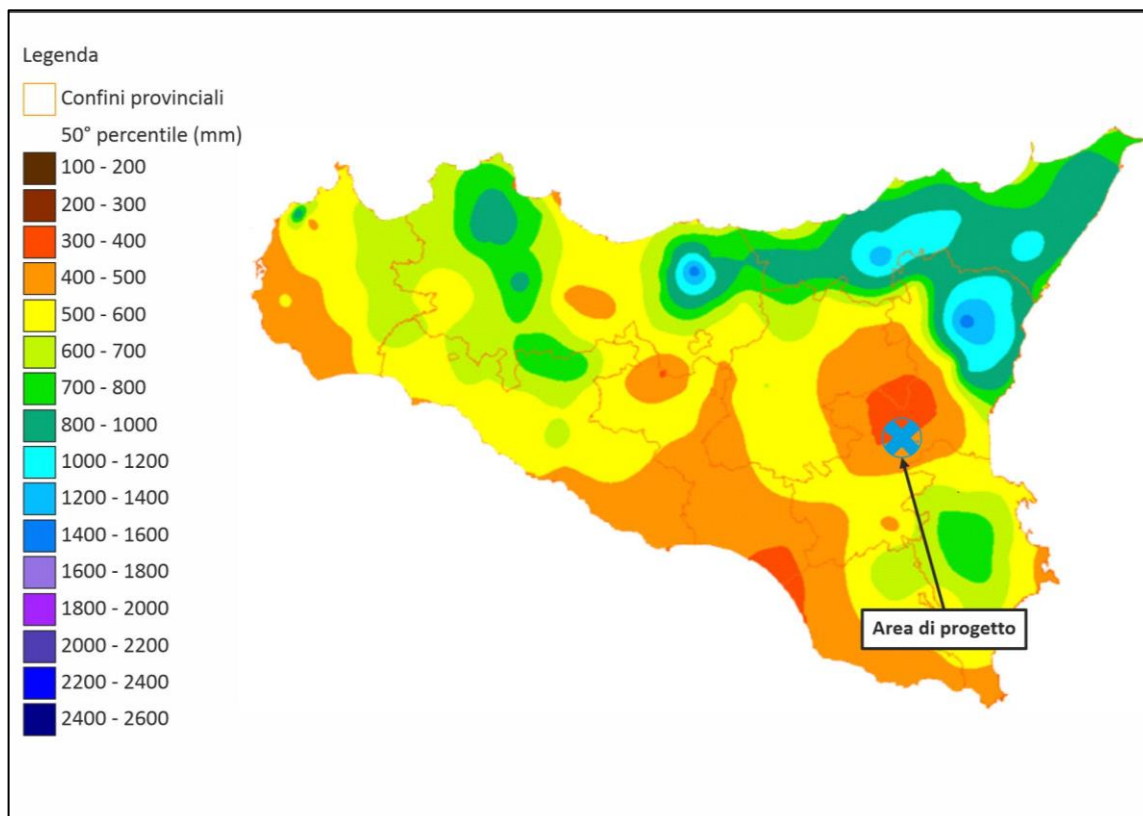 Legenda
Confini provinciali
50° percentile (mm)
100 - 200
200 - 300
300 - 400
400 - 500
500 - 600
600 - 700
700 - 800
800 - 1000
1000 - 1200
1200 - 1400
1400 - 1600
1600 - 1800
1800 - 2000
2000 - 2200
2200 - 2400
2400 - 2600
Area di progetto